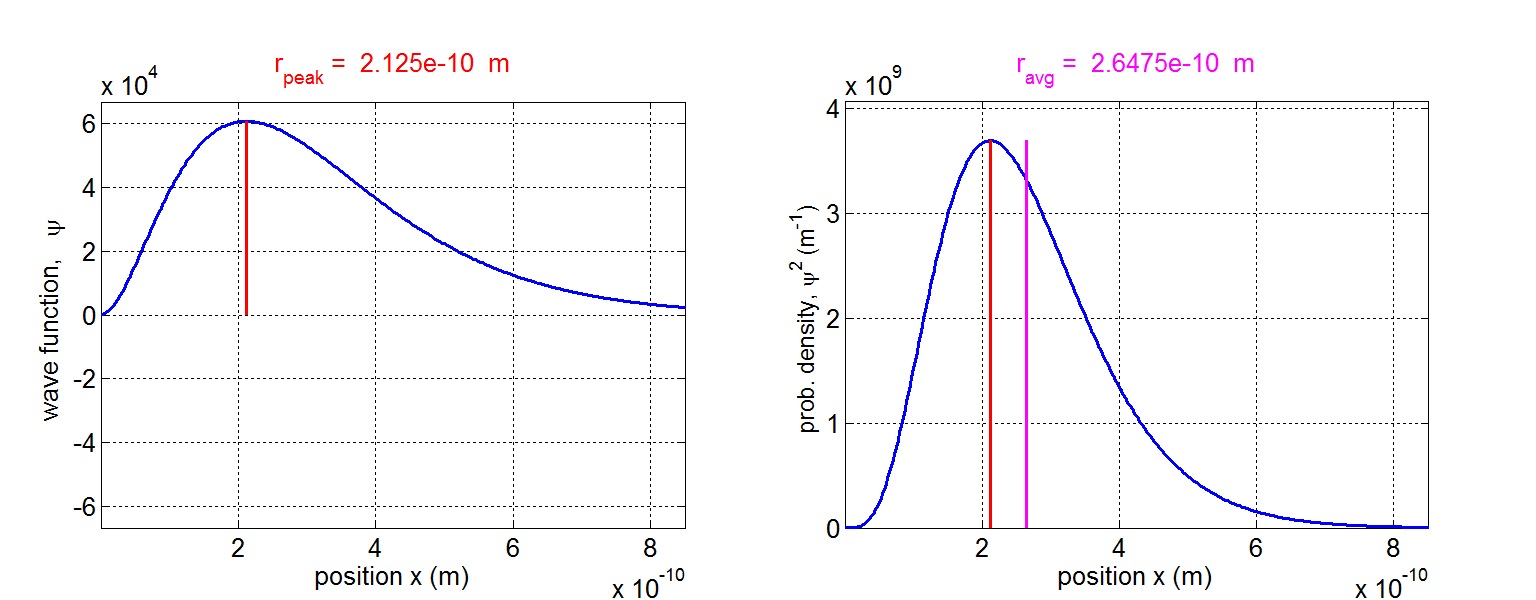 r_peak = 2.125e-10 m
x 10^4
6
4
2
0
-2
-4
-6
wave function, ψ
2 4 6 8
position x (m)
x 10^-10
r_avg = 2.6475e-10 m
x 10^9
4
3
2
1
0
prob. density, ψ^2 (m^-1)
2 4 6 8
position x (m)
x 10^-10